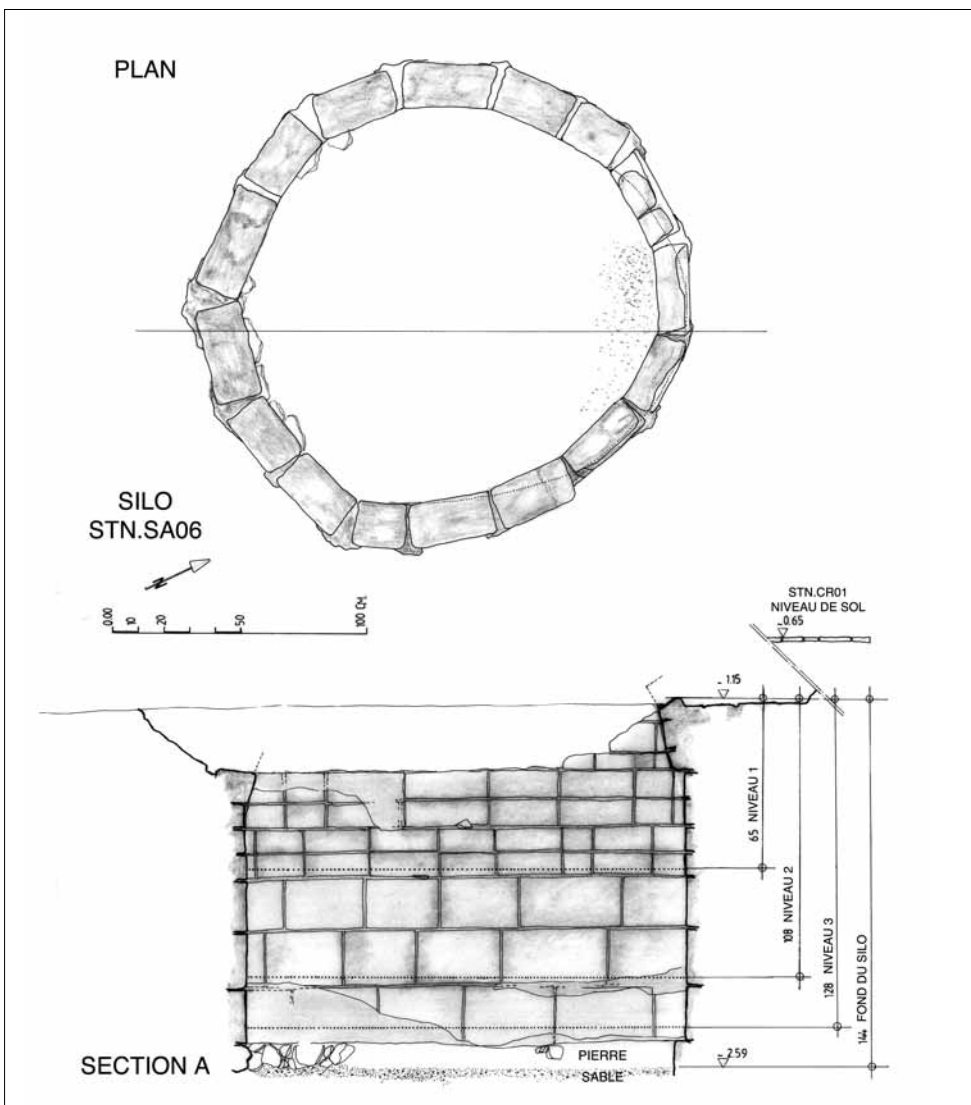 PLAN
SILO
STN.SA06
N
0.00 10 20 50 100 CM.
STN.CR01
NIVEAU DE SOL
-0.65
- 1.15
65 NIVEAU 1
108 NIVEAU 2
128 NIVEAU 3
144 FOND DU SILO
SECTION A
PIERRE
SABLE
- 2.59